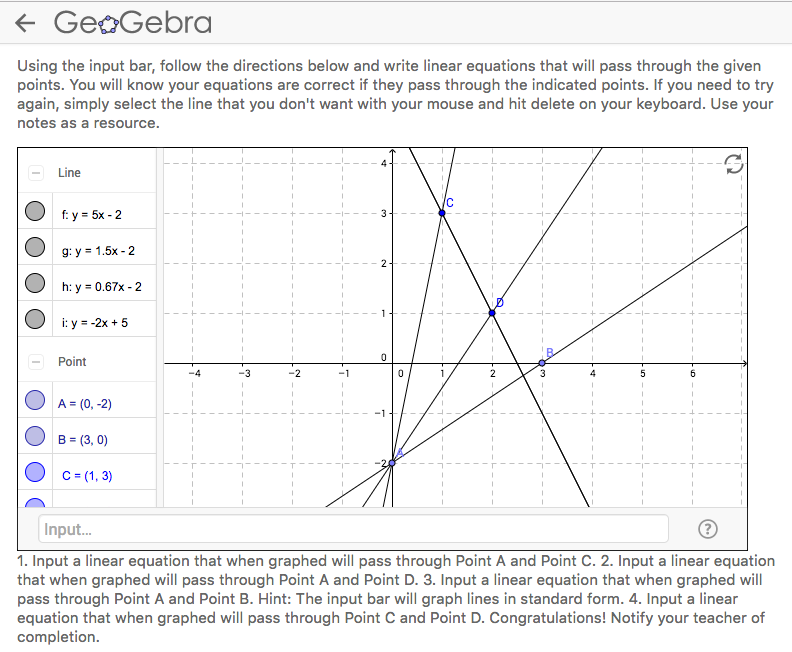 GeoGebra
Using the input bar, follow the directions below and write linear equations that will pass through the given
points. You will know your equations are correct if they pass through the indicated points. If you need to try
again, simply select the line that you don't want with your mouse and hit delete on your keyboard. Use your
notes as a resource.
Line
f: y = 5x - 2
g: y = 1.5x - 2
h: y = 0.67x - 2
i: y = -2x + 5
Point
A = (0, -2)
B = (3, 0)
C = (1, 3)
4
3
2
1
0
-1
-2
-4 -3 -2 -1 0 1 2 3 4 5 6
C
D
B
A
Input...
?
1. Input a linear equation that when graphed will pass through Point A and Point C. 2. Input a linear equation
that when graphed will pass through Point A and Point D. 3. Input a linear equation that when graphed will
pass through Point A and Point B. Hint: The input bar will graph lines in standard form. 4. Input a linear
equation that when graphed will pass through Point C and Point D. Congratulations! Notify your teacher of
completion.